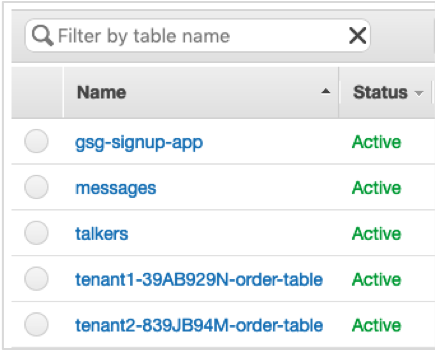 Filter by table name
Name Status
gsg-signup-app Active
messages Active
talkers Active
tenant1-39AB929N-order-table Active
tenant2-839JB94M-order-table Active